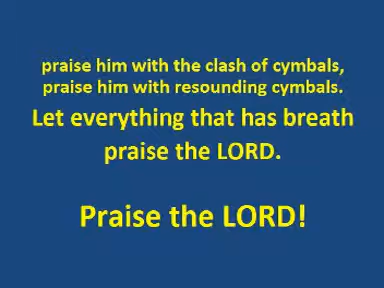 praise him with the clash of cymbals,
praise him with resounding cymbals.
Let everything that has breath
praise the LORD.
Praise the LORD!